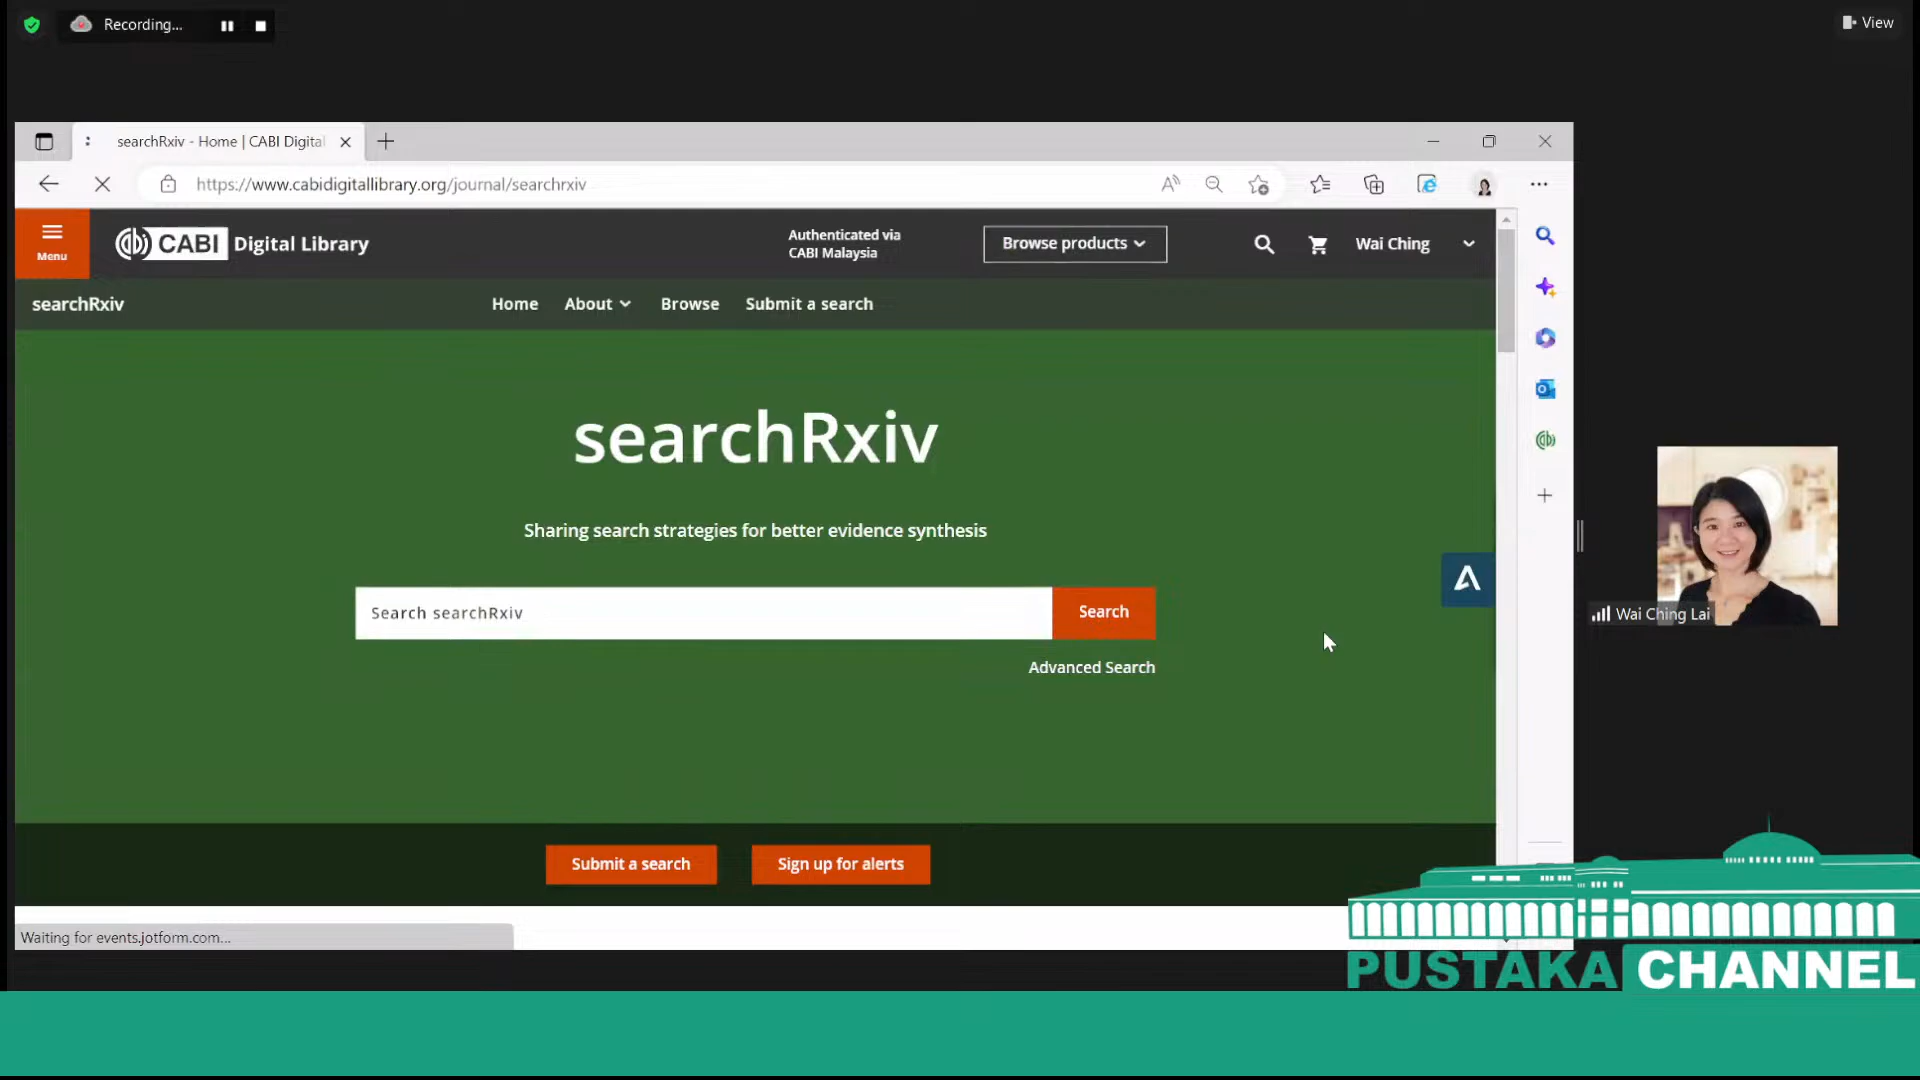 Recording...
View
searchRxiv - Home | CABI Digita
https://www.cabidigitallibrary.org/journal/searchrxiv
Menu
CABI Digital Library
Authenticated via
CABI Malaysia
Browse products
Wai Ching
searchRxiv
Home
About
Browse
Submit a search
searchRxiv
Sharing search strategies for better evidence synthesis
Search searchRxiv
Search
Advanced Search
Wai Ching Lai
Submit a search
Sign up for alerts
Waiting for events.jotform.com...
PUSTAKA CHANNEL